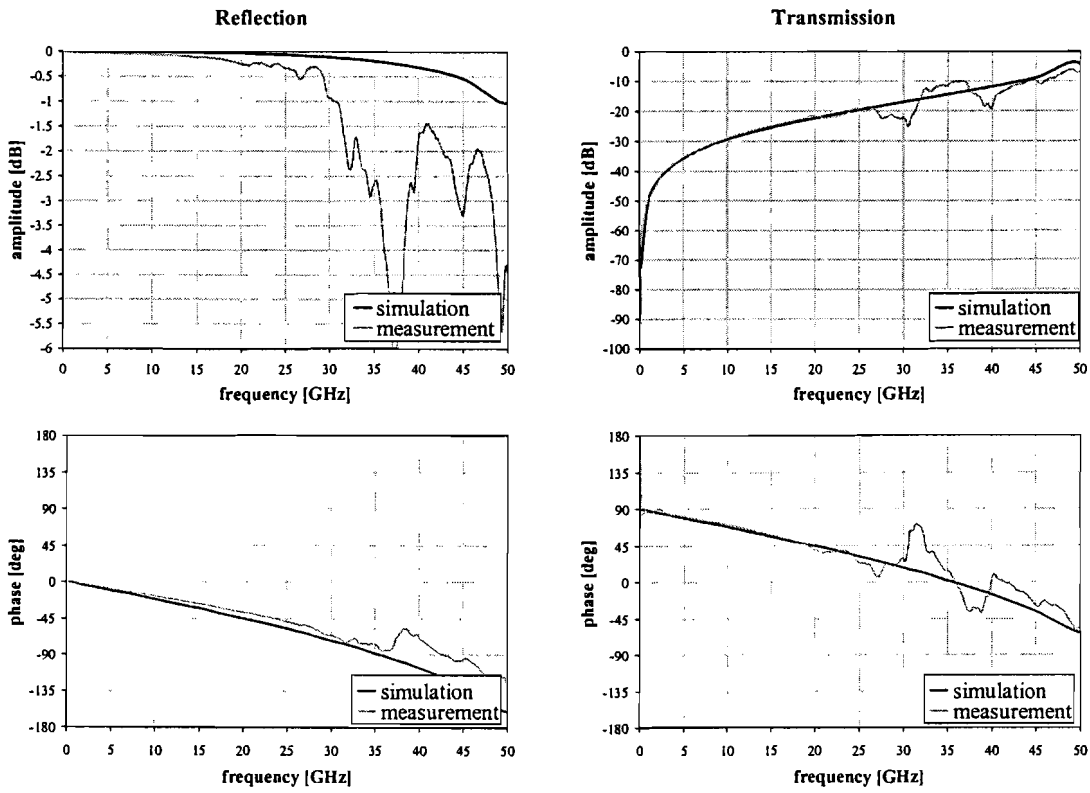 Reflection
Transmission
0
-0.5
-1
-1.5
-2
-2.5
-3
-3.5
-4
-4.5
-5
-5.5
-6
amplitude [dB]
simulation
measurement
0 5 10 15 20 25 30 35 40 45 50
frequency [GHz]
0
-10
-20
-30
-40
-50
-60
-70
-80
-90
-100
amplitude [dB]
simulation
measurement
0 5 10 15 20 25 30 35 40 45 50
frequency [GHz]
180
135
90
45
0
-45
-90
-135
-180
phase [deg]
simulation
measurement
0 5 10 15 20 25 30 35 40 45 50
frequency [GHz]
180
135
90
45
0
-45
-90
-135
-180
phase [deg]
simulation
measurement
0 5 10 15 20 25 30 35 40 45 50
frequency [GHz]